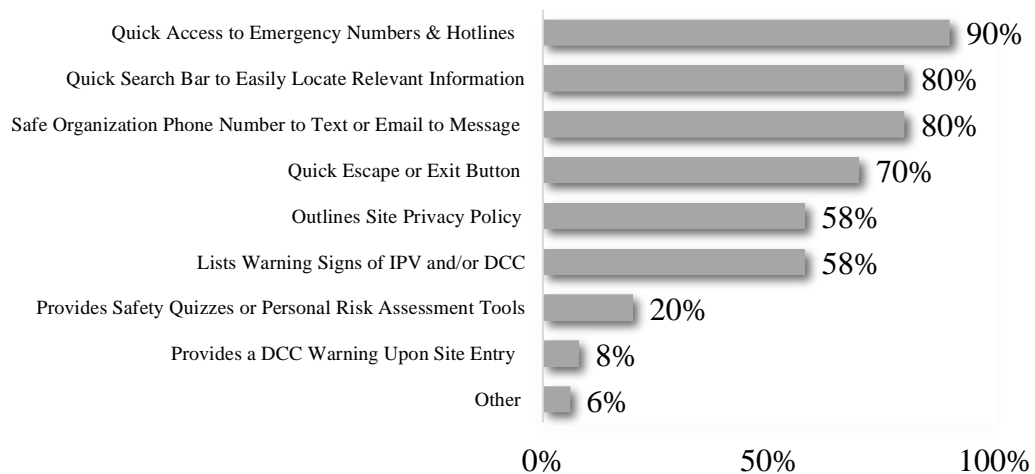 Quick Access to Emergency Numbers & Hotlines 90%
Quick Search Bar to Easily Locate Relevant Information 80%
Safe Organization Phone Number to Text or Email to Message 80%
Quick Escape or Exit Button 70%
Outlines Site Privacy Policy 58%
Lists Warning Signs of IPV and/or DCC 58%
Provides Safety Quizzes or Personal Risk Assessment Tools 20%
Provides a DCC Warning Upon Site Entry 8%
Other 6%
0% 50% 100%